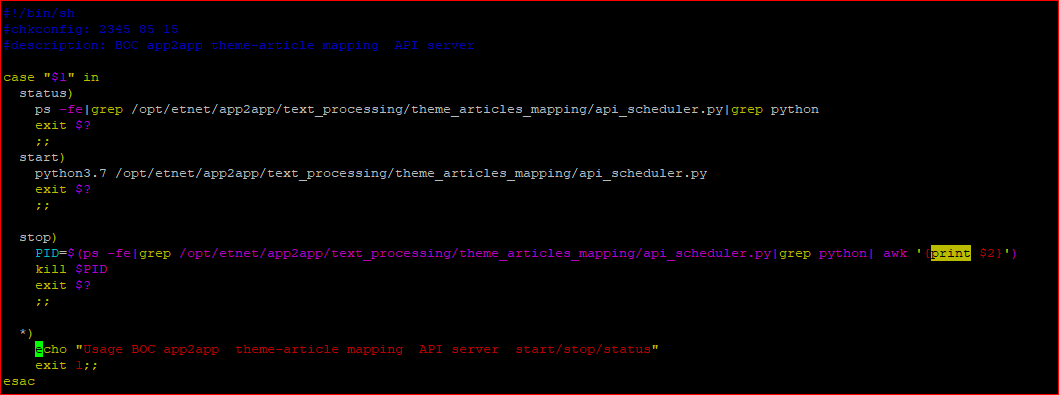 #!/bin/sh
#chkconfig: 2345 85 15
#description: BOC app2app theme-article mapping  API server

case "$1" in
  status)
    ps -fe|grep /opt/etnet/app2app/text_processing/theme_articles_mapping/api_scheduler.py|grep python
    exit $?
    ;;
  start)
    python3.7 /opt/etnet/app2app/text_processing/theme_articles_mapping/api_scheduler.py
    exit $?
    ;;

  stop)
    PID=$(ps -fe|grep /opt/etnet/app2app/text_processing/theme_articles_mapping/api_scheduler.py|grep python| awk '{print $2}')
    kill $PID
    exit $?
    ;;

  *)
    echo "Usage BOC app2app  theme-article mapping  API server  start/stop/status"
    exit 1;;
esac